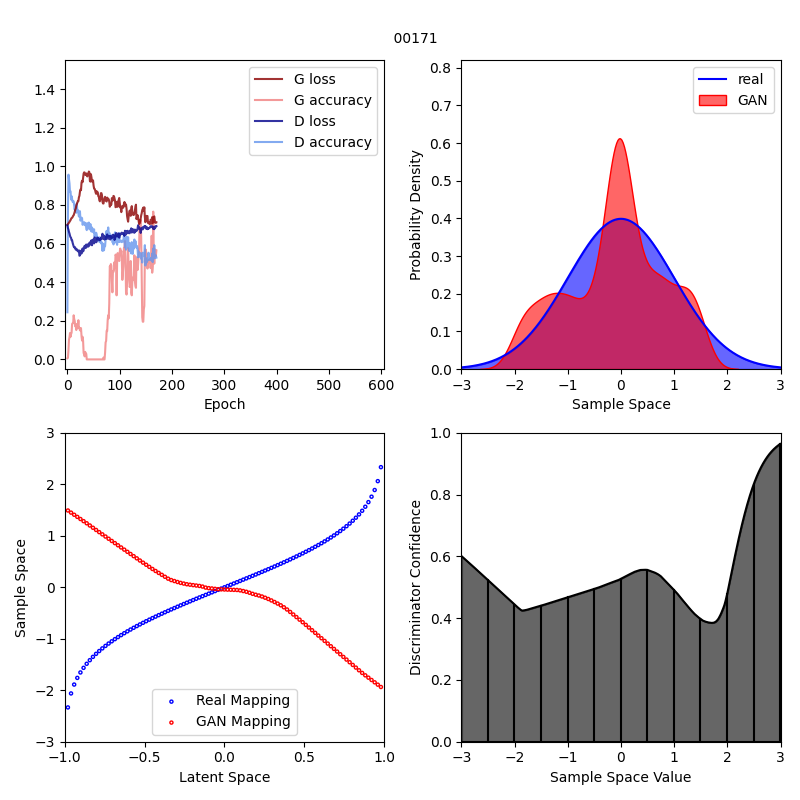 00171
1.4
1.2
1.0
0.8
0.6
0.4
0.2
0.0
0 100 200 300 400 500 600
Epoch
G loss
G accuracy
D loss
D accuracy
Probability Density
0.8
0.7
0.6
0.5
0.4
0.3
0.2
0.1
0.0
−3 −2 −1 0 1 2 3
Sample Space
real
GAN
Sample Space
3
2
1
0
−1
−2
−3
−1.0 −0.5 0.0 0.5 1.0
Latent Space
Real Mapping
GAN Mapping
Discriminator Confidence
1.0
0.8
0.6
0.4
0.2
0.0
−3 −2 −1 0 1 2 3
Sample Space Value